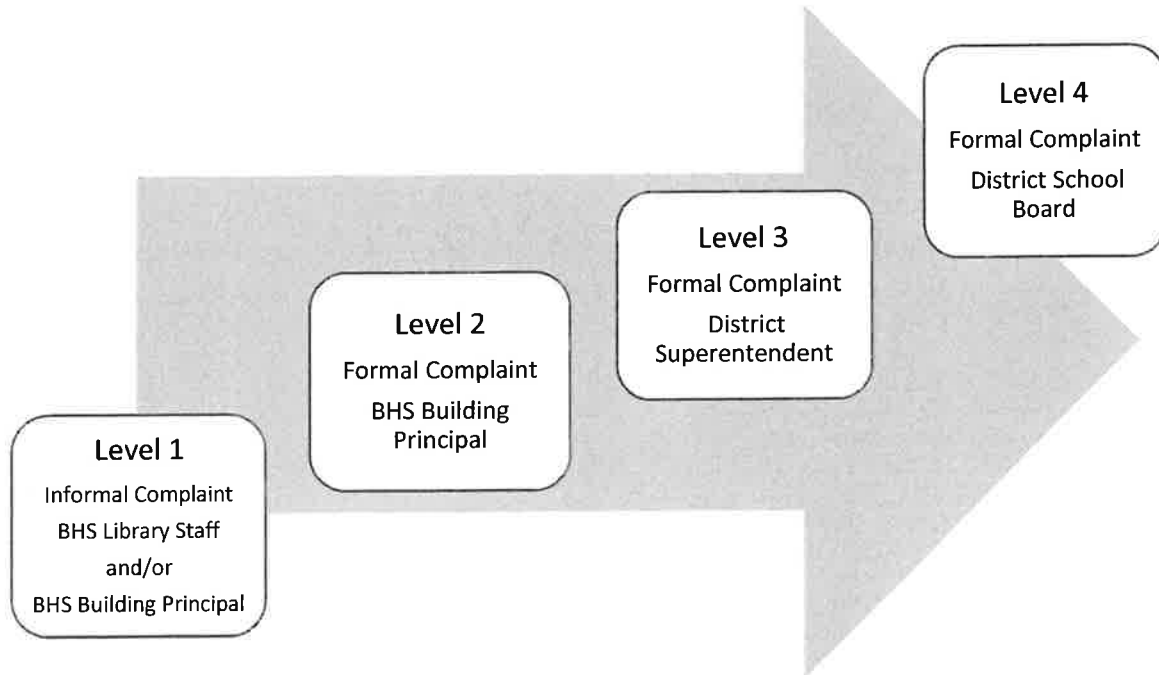 Level 1
Informal Complaint
BHS Library Staff
and/or
BHS Building Principal
Level 2
Formal Complaint
BHS Building
Principal
Level 3
Formal Complaint
District
Superentendent
Level 4
Formal Complaint
District School
Board